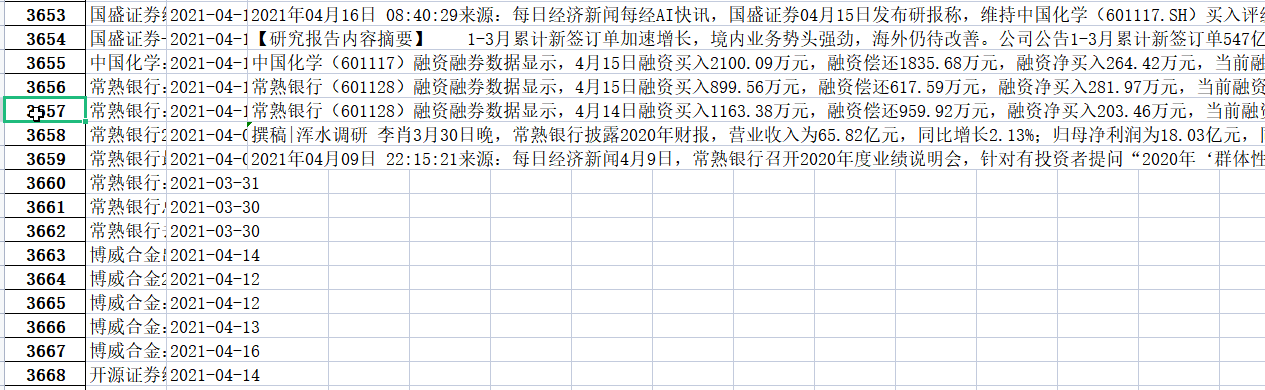 3653 国盛证券 2021-04-1 2021年04月16日 08:40:29来源：每日经济新闻每经AI快讯，国盛证券04月15日发布研报称，维持中国化学（601117.SH）买入评
3654 国盛证券- 2021-04-1 【研究报告内容摘要】 1-3月累计新签订单加速增长，境内业务势头强劲，海外仍待改善。公司公告1-3月累计新签订单547亿
3655 中国化学: 2021-04-1 中国化学（601117）融资融券数据显示，4月15日融资买入2100.09万元，融资偿还1835.68万元，融资净买入264.42万元，当前融
3656 常熟银行: 2021-04-1 常熟银行（601128）融资融券数据显示，4月15日融资买入899.56万元，融资偿还617.59万元，融资净买入281.97万元，当前融资
3657 常熟银行: 2021-04-1 常熟银行（601128）融资融券数据显示，4月14日融资买入1163.38万元，融资偿还959.92万元，融资净买入203.46万元，当前融
3658 常熟银行2 2021-04-0 撰稿|浑水调研 李肖3月30日晚，常熟银行披露2020年财报，营业收入为65.82亿元，同比增长2.13%；归母净利润为18.03亿元，
3659 常熟银行 2021-04-0 2021年04月09日 22:15:21来源：每日经济新闻4月9日，常熟银行召开2020年度业绩说明会，针对有投资者提问“2020年‘群体性
3660 常熟银行: 2021-03-31
3661 常熟银行 2021-03-30
3662 常熟银行: 2021-03-30
3663 博威合金 2021-04-14
3664 博威合金2 2021-04-12
3665 博威合金: 2021-04-12
3666 博威合金: 2021-04-13
3667 博威合金: 2021-04-16
3668 开源证券 2021-04-14